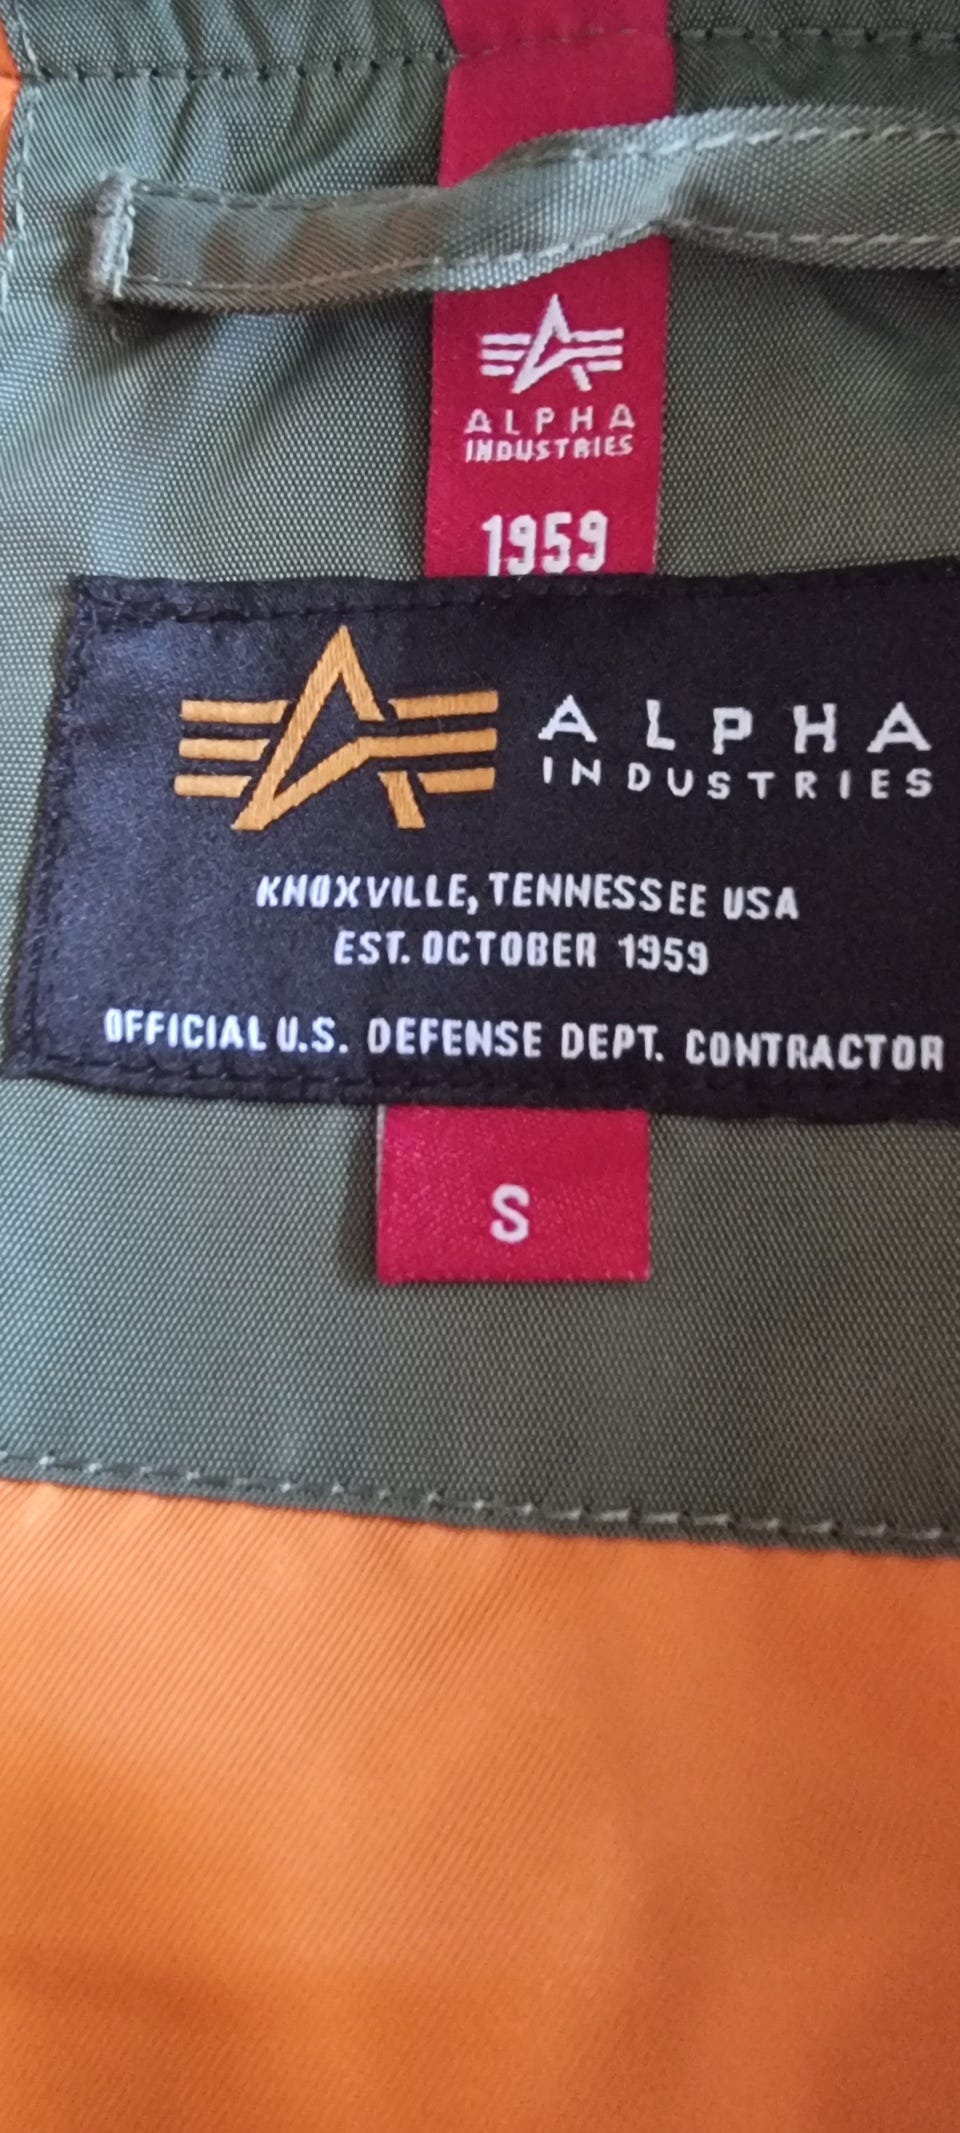 ALPHA
INDUSTRIES
1959
ALPHA
INDUSTRIES
KNOXVILLE, TENNESSEE USA
EST. OCTOBER 1959
OFFICIAL U.S. DEFENSE DEPT. CONTRACTOR
S